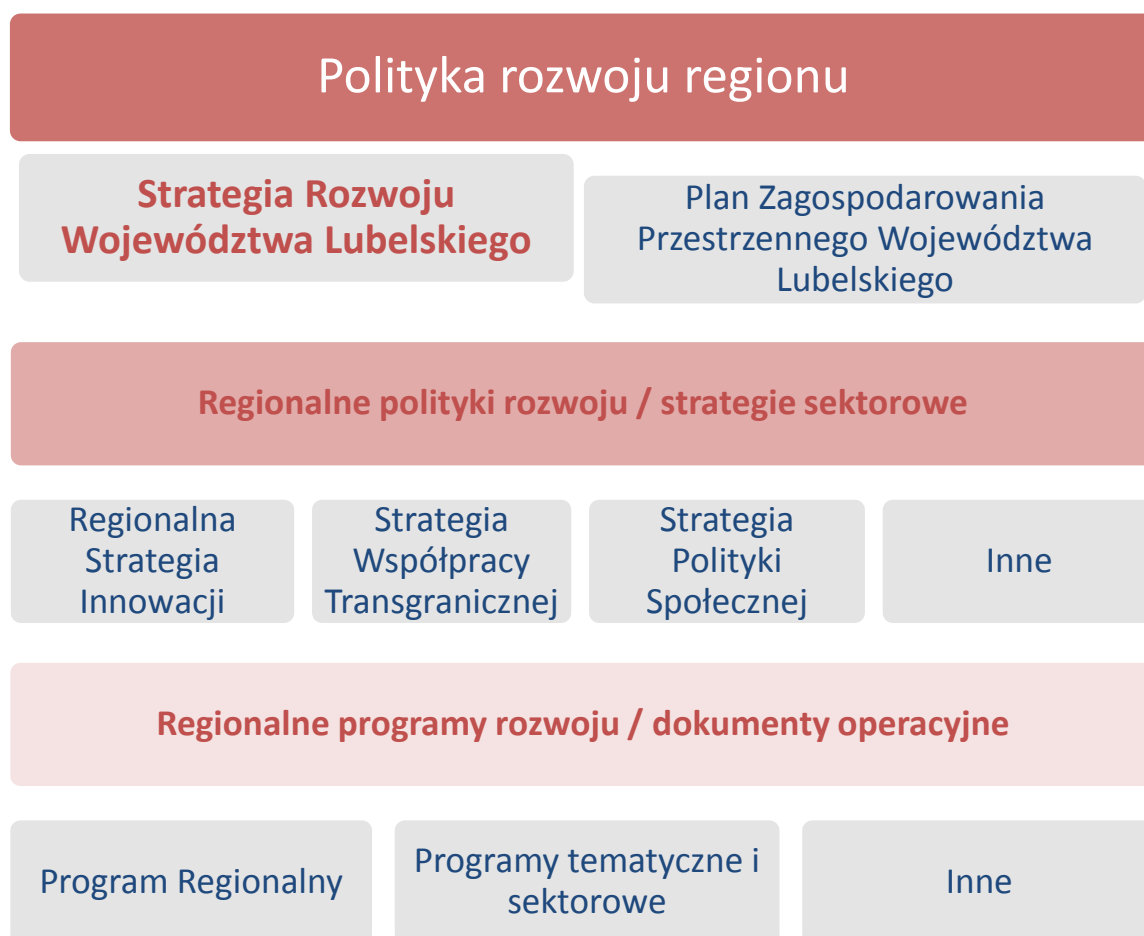 Polityka rozwoju regionu
Strategia Rozwoju
Województwa Lubelskiego
Plan Zagospodarowania
Przestrzennego Województwa
Lubelskiego
Regionalne polityki rozwoju / strategie sektorowe
Regionalna
Strategia
Innowacji
Strategia
Współpracy
Transgranicznej
Strategia
Polityki
Społecznej
Inne
Regionalne programy rozwoju / dokumenty operacyjne
Program Regionalny
Programy tematyczne i
sektorowe
Inne